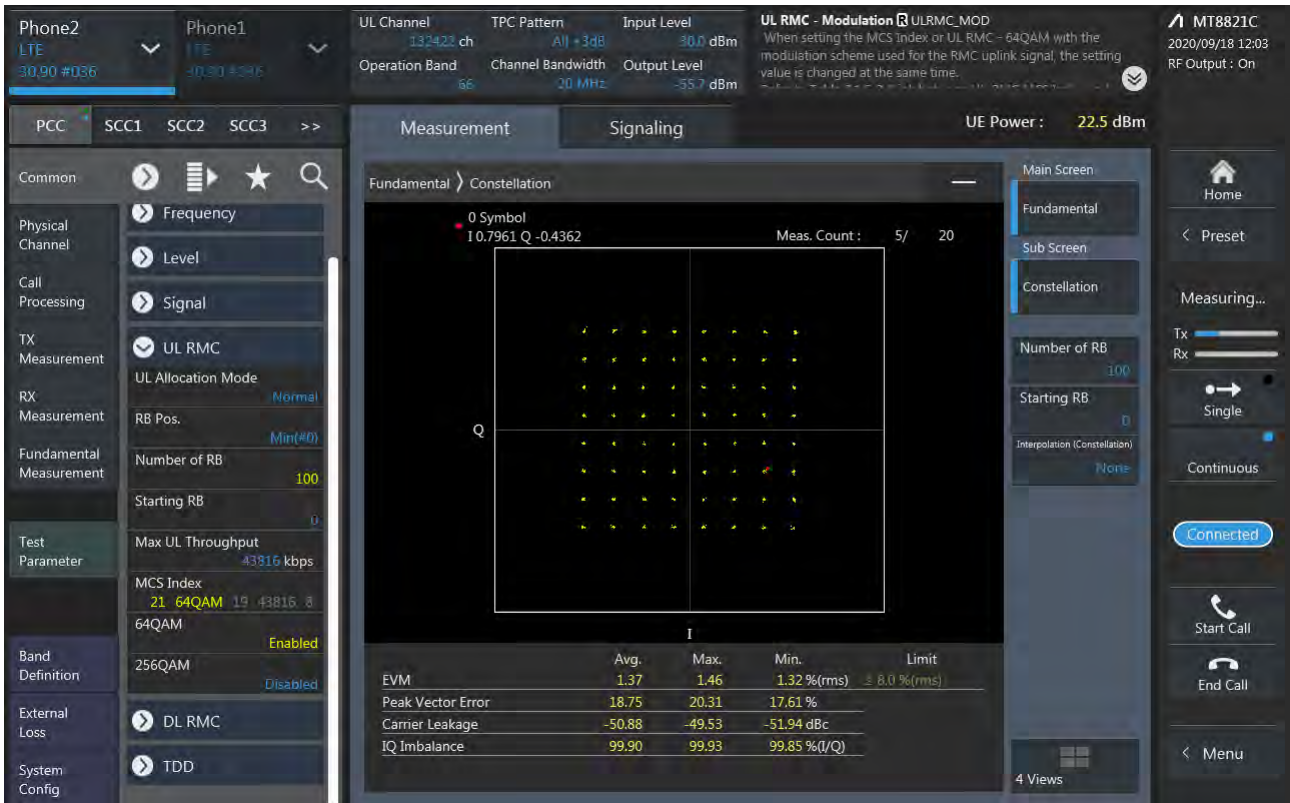 Phone2
LTE
30.90 #036
Phone1
LTE
UL Channel
132422 ch
TPC Pattern
All +3dB
Input Level
30.0 dBm
Operation Band
66
Channel Bandwidth
20 MHz
Output Level
-55.7 dBm
UL RMC - Modulation R ULRMC_MOD
When setting the MCS Index or UL RMC – 64QAM with the
modulation scheme used for the RMC uplink signal, the setting
value is changed at the same time.
MT8821C
2020/09/18 12:03
RF Output : On
PCC SCC1 SCC2 SCC3 >>
Measurement
Signaling
UE Power : 22.5 dBm
Common
Physical
Channel
Call
Processing
TX
Measurement
RX
Measurement
Fundamental
Measurement
Test
Parameter
Band
Definition
External
Loss
System
Config
Frequency
Level
Signal
UL RMC
UL Allocation Mode
Normal
RB Pos.
Min(#0)
Number of RB
100
Starting RB
0
Max UL Throughput
43816 kbps
MCS Index
21 64QAM 19 43816 8
64QAM
Enabled
256QAM
Disabled
DL RMC
TDD
Fundamental Constellation
0 Symbol
I 0.7961 Q -0.4362
Meas. Count : 5/ 20
Q
I
Avg. Max. Min. Limit
EVM 1.37 1.46 1.32 %(rms) ≤ 8.0 %(rms)
Peak Vector Error 18.75 20.31 17.61 %
Carrier Leakage -50.88 -49.53 -51.94 dBc
IQ Imbalance 99.90 99.93 99.85 %(I/Q)
Main Screen
Fundamental
Sub Screen
Constellation
Number of RB
100
Starting RB
0
Interpolation (Constellation)
None
4 Views
Home
< Preset
Measuring...
Tx
Rx
Single
Continuous
Connected
Start Call
End Call
< Menu